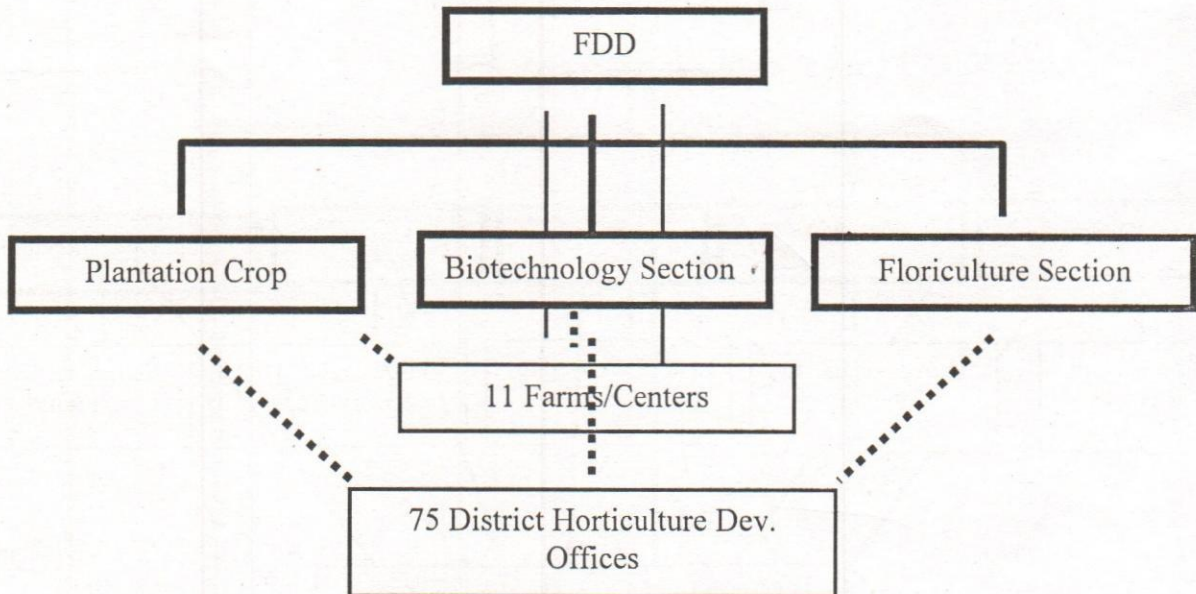 FDD
Plantation Crop
Biotechnology Section
Floriculture Section
11 Farms/Centers
75 District Horticulture Dev.
Offices